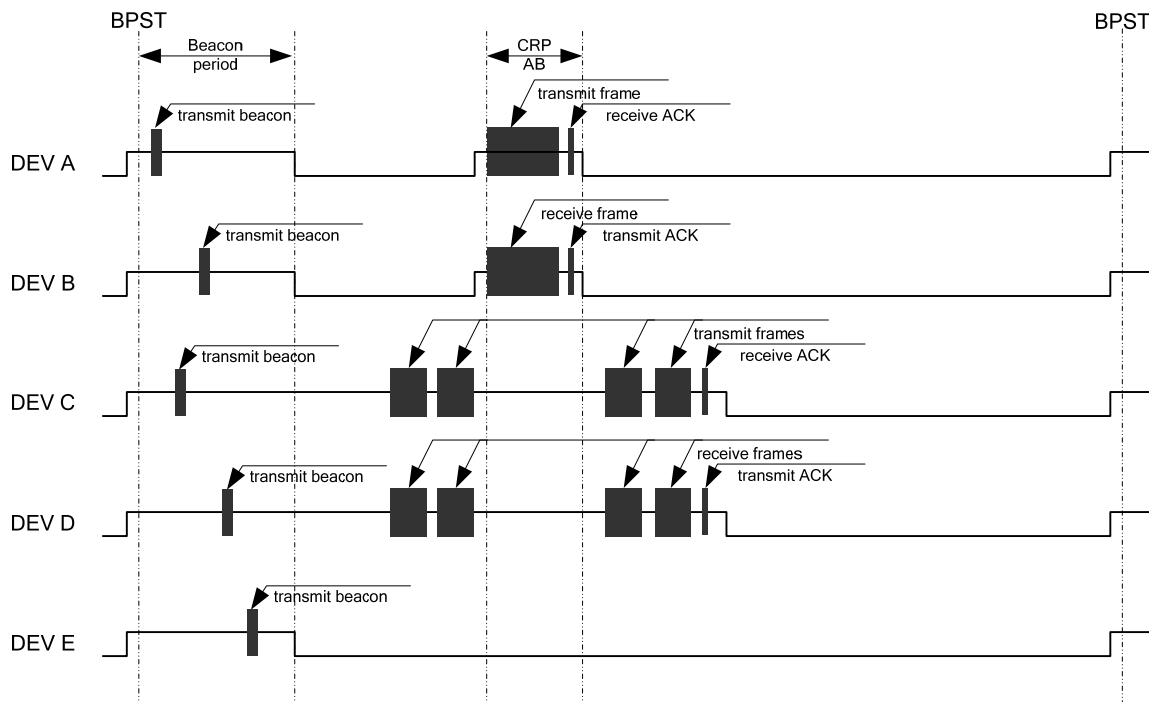 BPST
BPST
Beacon
period
CRP
AB
transmit frame
transmit beacon
receive ACK
DEV A
receive frame
transmit beacon
transmit ACK
DEV B
transmit frames
transmit beacon
receive ACK
DEV C
receive frames
transmit beacon
transmit ACK
DEV D
transmit beacon
DEV E